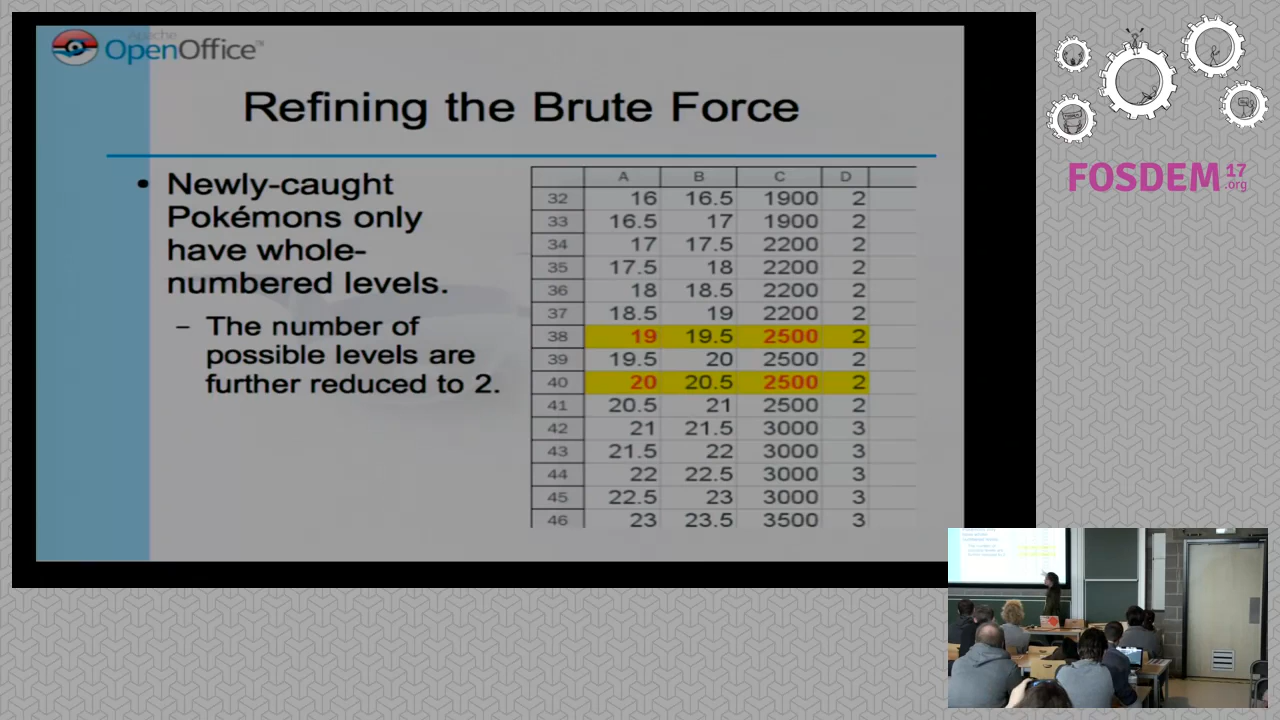 Apache
OpenOffice™
Refining the Brute Force
• Newly-caught
Pokémons only
have whole-
numbered levels.
– The number of
possible levels are
further reduced to 2.
A B C D
32 16 16.5 1900 2
33 16.5 17 1900 2
34 17 17.5 2200 2
35 17.5 18 2200 2
36 18 18.5 2200 2
37 18.5 19 2200 2
38 19 19.5 2500 2
39 19.5 20 2500 2
40 20 20.5 2500 2
41 20.5 21 2500 2
42 21 21.5 3000 3
43 21.5 22 3000 3
44 22 22.5 3000 3
45 22.5 23 3000 3
46 23 23.5 3500 3
FOSDEM 17
.org